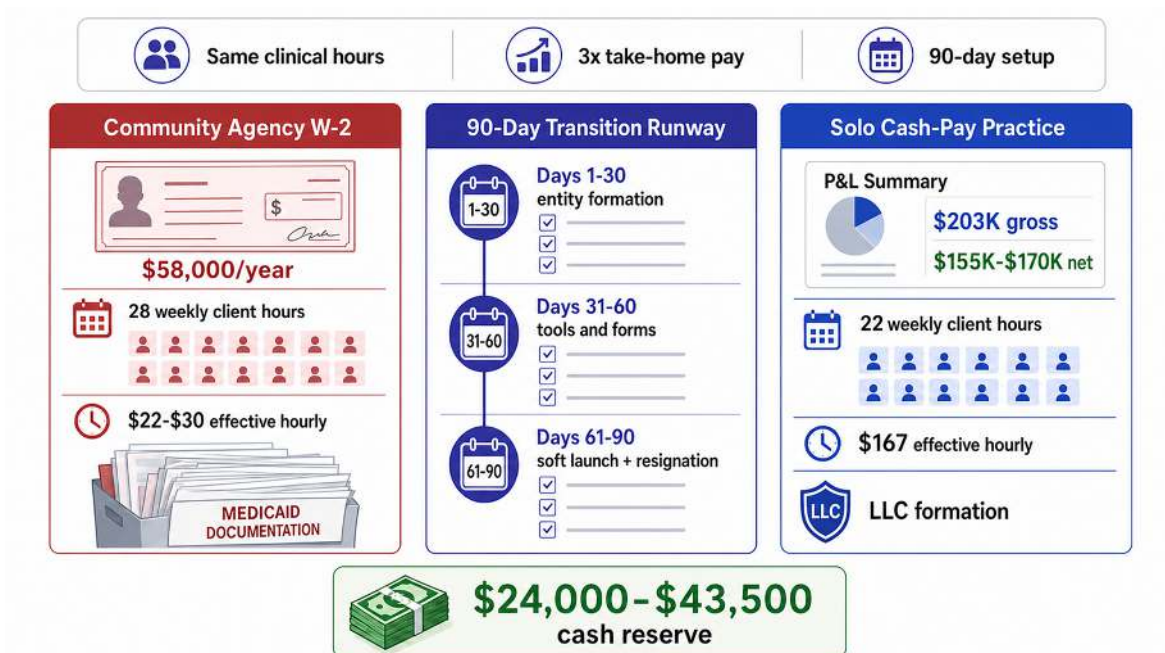 Same clinical hours
3x take-home pay
90-day setup
Community Agency W-2
$
$58,000/year
28 weekly client hours
$22-$30 effective hourly
MEDICAID
DOCUMENTATION
90-Day Transition Runway
1-30
Days 1-30
entity formation
31-60
Days 31-60
tools and forms
61-90
Days 61-90
soft launch + resignation
Solo Cash-Pay Practice
P&L Summary
$203K gross
$155K-$170K net
22 weekly client hours
$167 effective hourly
LLC
LLC formation
$24,000-$43,500
cash reserve